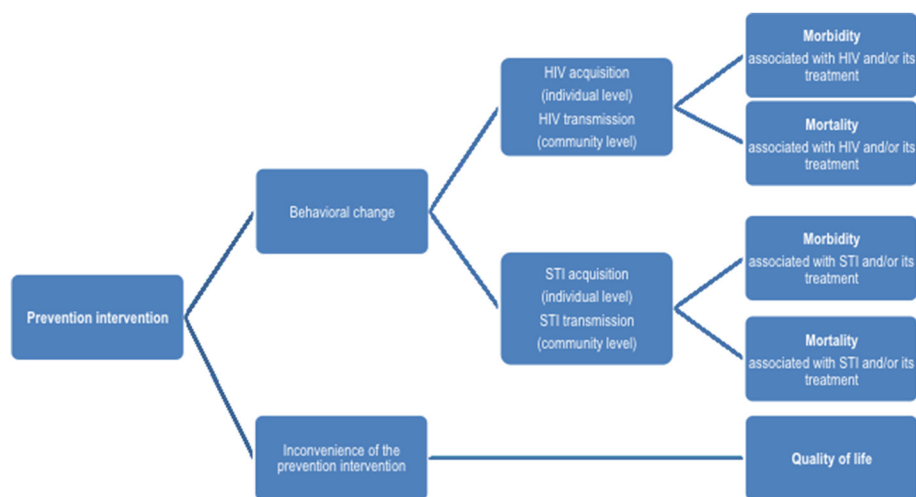 Prevention intervention
Behavioral change
Inconvenience of the
prevention intervention
HIV acquisition
(individual level)
HIV transmission
(community level)
STI acquisition
(individual level)
STI transmission
(community level)
Morbidity
associated with HIV and/or its
treatment
Mortality
associated with HIV and/or its
treatment
Morbidity
associated with STI and/or its
treatment
Mortality
associated with STI and/or its
treatment
Quality of life